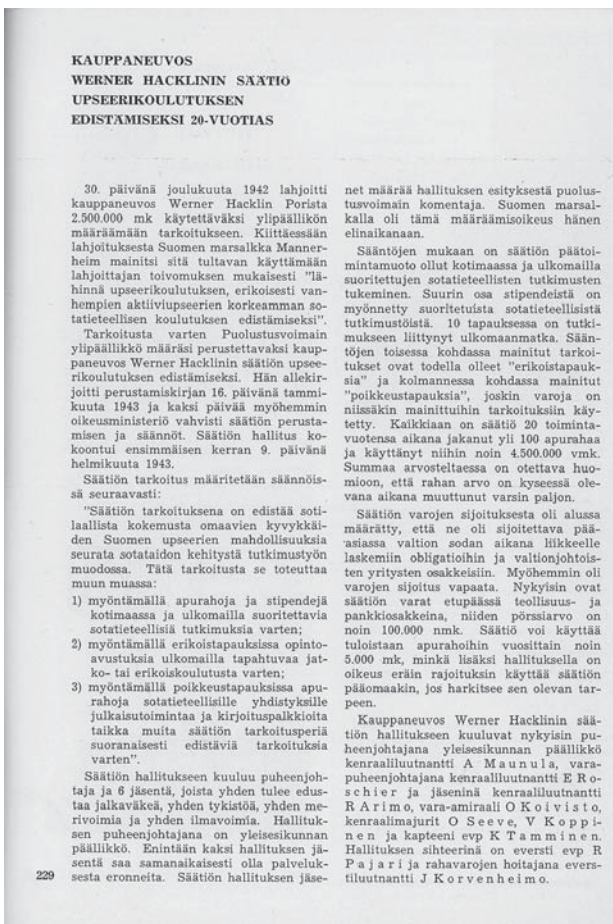 KAUPPANEUVOS
WERNER HACKLININ SÄÄTIÖ
UPSEERIKOULUTUKSEN
EDISTÄMISEKSI 20-VUOTIAS
30. päivänä joulukuuta 1942 lahjoitti
kauppaneuvos Werner Hacklin Porista
2.500.000 mk käytettäväksi ylipäällikön
määräämään tarkoitukseen. Kiittäessään
lahjoituksesta Suomen marsalkka Manner-
heim mainitsi sitä tultavan käyttämään
lahjoittajan toivomuksen mukaisesti "lä-
hinnä upseerikoulutuksen, erikoisesti van-
hempien aktiiviupseerien korkeamman so-
tatieteellisen koulutuksen edistämiseksi".
Tarkoitusta varten Puolustusvoimain
ylipäällikkö määräsi perustettavaksi kaup-
paneuvos Werner Hacklinin säätiön upsee-
rikoulutuksen edistämiseksi. Hän allekir-
joitti perustamiskirjan 16. päivänä tammi-
kuuta 1943 ja kaksi päivää myöhemmin
oikeusministeriö vahvisti säätiön perusta-
misen ja säännöt. Säätiön hallitus ko-
koontui ensimmäisen kerran 9. päivänä
helmikuuta 1943.
Säätiön tarkoitus määritetään säännöis-
sä seuraavasti:
"Säätiön tarkoituksena on edistää soti-
laallista kokemusta omaavien kyvykkäi-
den Suomen upseerien mahdollisuuksia
seurata sotataidon kehitystä tutkimustyön
muodossa. Tätä tarkoitusta se toteuttaa
muun muassa:
1) myöntämällä apurahoja ja stipendejä
kotimaassa ja ulkomailla suoritettavia
sotatieteellisiä tutkimuksia varten;
2) myöntämällä erikoistapauksissa opinto-
avustuksia ulkomailla tapahtuvaa jat-
ko- tai erikoiskoulutusta varten;
3) myöntämällä poikkeustapauksissa apu-
rahoja sotatieteellisille yhdistyksille
julkaisutoimintaa ja kirjoituspalkkioita
taikka muita säätiön tarkoitusperiä
suoranaisesti edistäviä tarkoituksia
varten".
Säätiön hallitukseen kuuluu puheenjoh-
taja ja 6 jäsentä, joista yhden tulee edus-
taa jalkaväkeä, yhden tykistöä, yhden me-
rivoimia ja yhden ilmavoimia. Hallituk-
sen puheenjohtajana on yleisesikunnan
päällikkö. Enintään kaksi hallituksen jä-
sentä saa samanaikaisesti olla palveluk-
sesta eronneita. Säätiön hallituksen jäse-
229
net määrää hallituksen esityksestä puolus-
tusvoimain komentaja. Suomen marsal-
kalla oli tämä määräämisoikeus hänen
elinaikanaan.
Sääntöjen mukaan on säätiön päätoi-
mintamuoto ollut kotimaassa ja ulkomailla
suoritettujen sotatieteellisten tutkimusten
tukeminen. Suurin osa stipendeistä on
myönnetty suoritetuista sotatieteellisistä
tutkimustöistä. 10 tapauksessa on tutki-
mukseen liittynyt ulkomaanmatka. Sään-
töjen toisessa kohdassa mainitut tarkoi-
tukset ovat todella olleet "erikoistapauk-
sia" ja kolmannessa kohdassa mainitut
"poikkeustapauksia", joskin varoja on
niissäkin mainittuihin tarkoituksiin käy-
tetty. Kaikkiaan on säätiö 20 toiminta-
vuotensa aikana jakanut yli 100 apurahaa
ja käyttänyt niihin noin 4.500.000 vmk.
Summaa arvosteltaessa on otettava huo-
mioon, että rahan arvo on kyseessä ole-
vana aikana muuttunut varsin paljon.
Säätiön varojen sijoituksesta oli alussa
määrätty, että ne oli sijoitettava pää-
asiassa valtion sodan aikana liikkeelle
laskemiin obligatioihin ja valtionjohtois-
ten yritysten osakkeisiin. Myöhemmin oli
varojen sijoitus vapaata. Nykyisin ovat
säätiön varat etupäässä teollisuus- ja
pankkiosakkeina, niiden pörssiarvo on
noin 100.000 nmk. Säätiö voi käyttää
tuloistaan apurahoihin vuosittain noin
5.000 mk, minkä lisäksi hallituksella on
oikeus eräin rajoituksin käyttää säätiön
pääomaakin, jos harkitsee sen olevan tar-
peen.
Kauppaneuvos Werner Hacklinin sää-
tiön hallitukseen kuuluvat nykyisin pu-
heenjohtajana yleisesikunnan päällikkö
kenraaliluutnantti A Maunula, vara-
puheenjohtajana kenraaliluutnantti E Ro-
schier ja jäseninä kenraaliluutnantti
R Arimo, vara-amiraali O Koivisto,
kenraalimajurit O Seeve, V Koppi-
nen ja kapteeni evp K Tamminen.
Hallituksen sihteerinä on eversti evp R
Pajari ja rahavarojen hoitajana evers-
tiluutnantti J Korvenheimo.